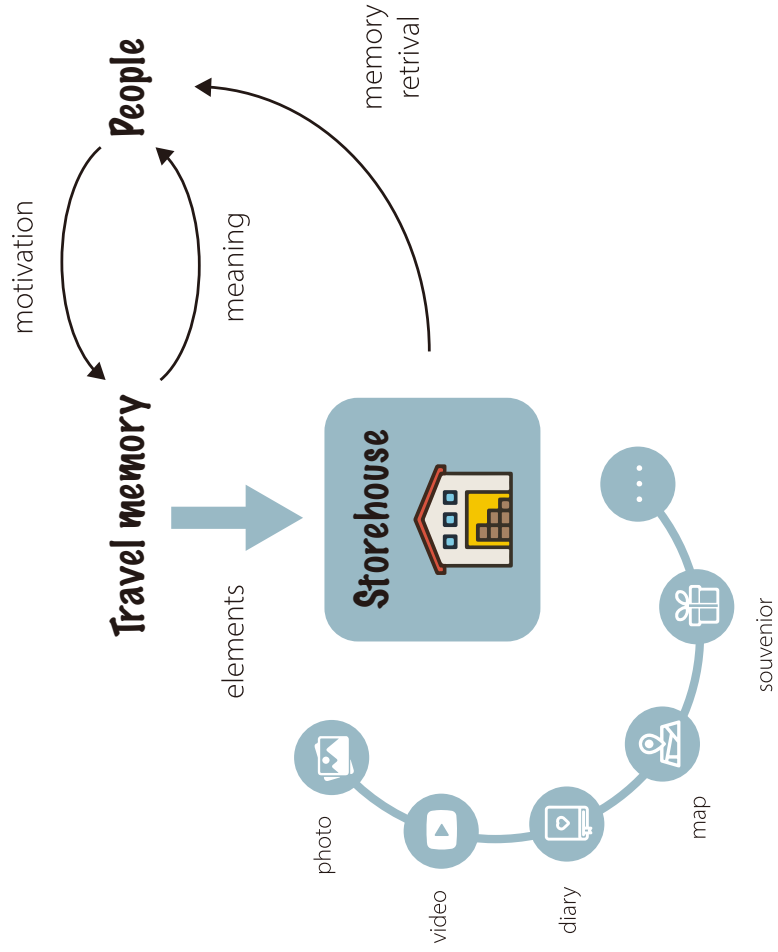 Travel memory
motivation
meaning
People
elements
Storehouse
memory
retrival
photo
video
diary
map
souvenior
...